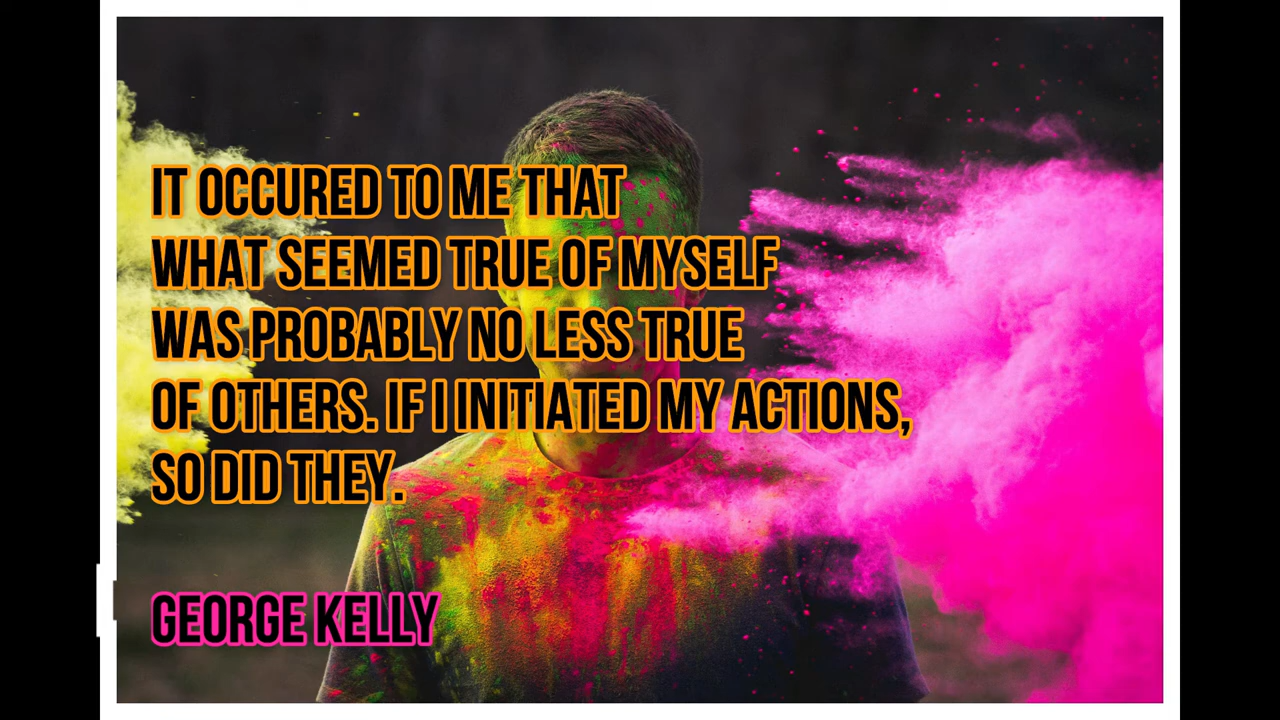 IT OCCURED TO ME THAT
WHAT SEEMED TRUE OF MYSELF
WAS PROBABLY NO LESS TRUE
OF OTHERS. IF I INITIATED MY ACTIONS,
SO DID THEY.
GEORGE KELLY